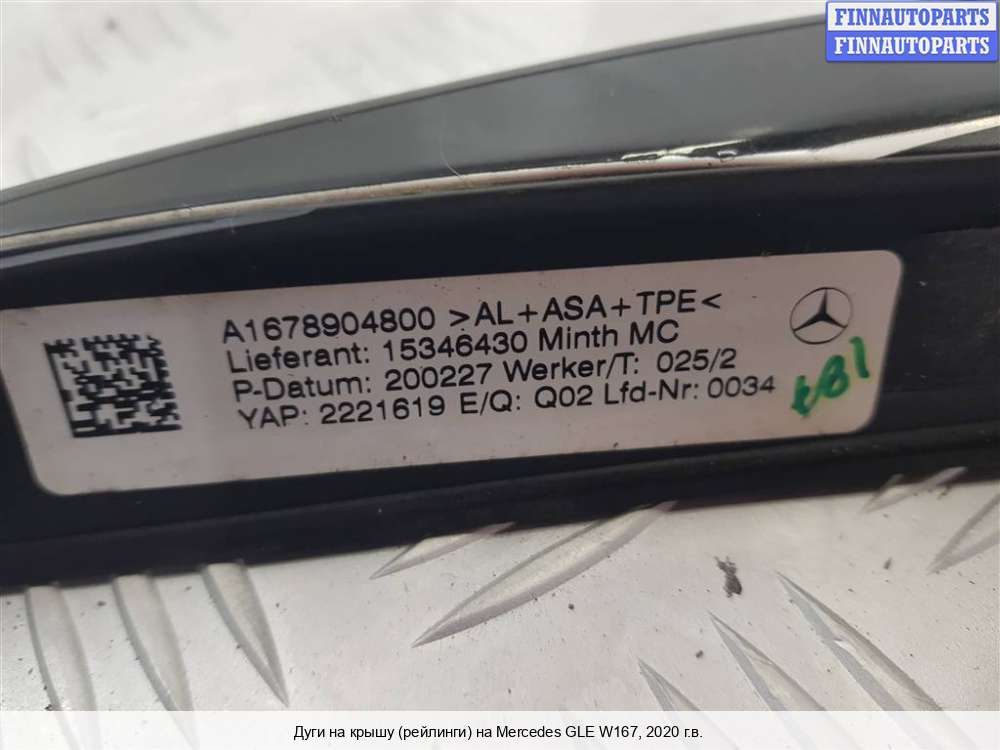 FINNAUTOPARTS
FINNAUTOPARTS
A1678904800 >AL+ASA+TPE<
Lieferant: 15346430 Minth MC
P-Datum: 200227 Werker/T: 025/2
YAP: 2221619 E/Q: Q02 Lfd-Nr: 0034
Дуги на крышу (рейлинги) на Mercedes GLE W167, 2020 г.в.